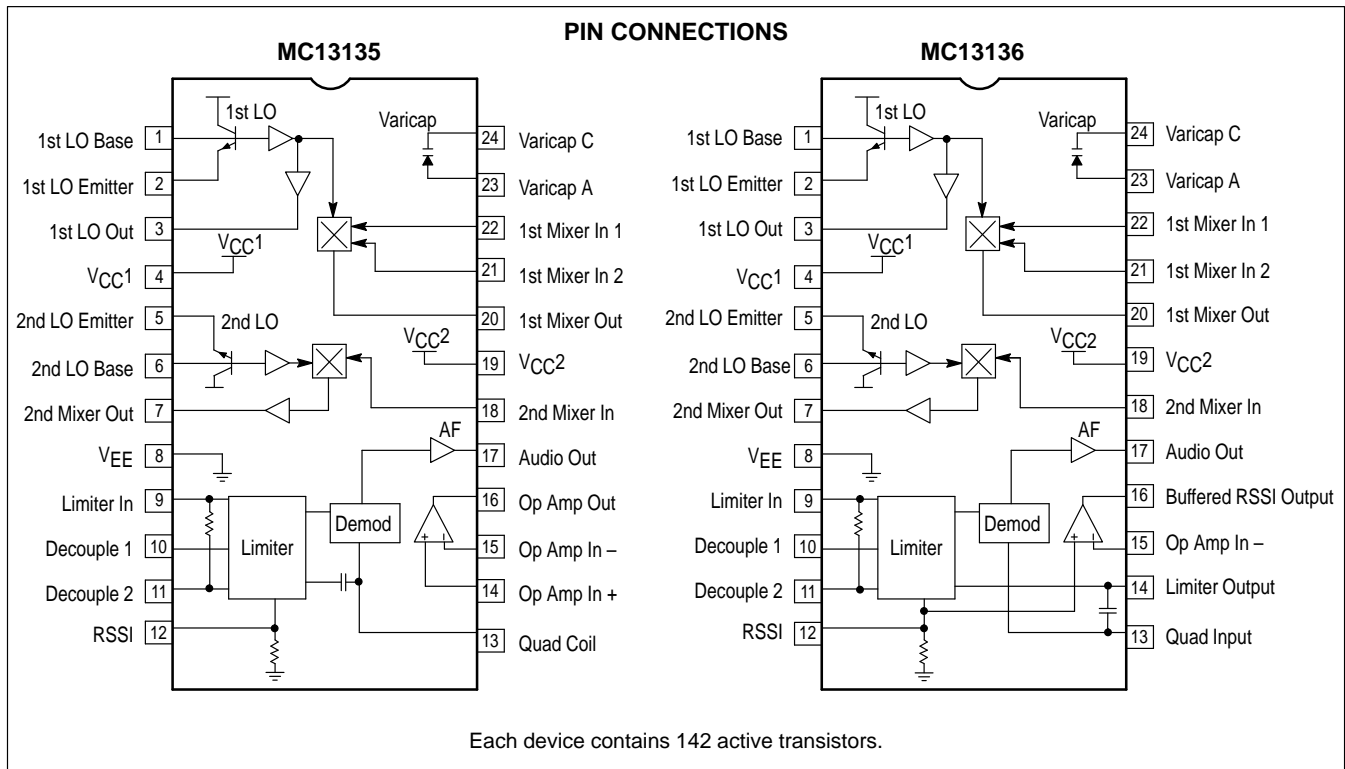 PIN CONNECTIONS
MC13135
1st LO
Varicap
1st LO Base 1
1st LO Emitter 2
1st LO Out 3
VCC1
VCC1 4
2nd LO Emitter 5
2nd LO
2nd LO Base 6
2nd Mixer Out 7
VEE 8
Limiter In 9
Decouple 1 10
Decouple 2 11
RSSI 12
Limiter
Demod
AF
+ –
VCC2
24 Varicap C
23 Varicap A
22 1st Mixer In 1
21 1st Mixer In 2
20 1st Mixer Out
19 VCC2
18 2nd Mixer In
17 Audio Out
16 Op Amp Out
15 Op Amp In –
14 Op Amp In +
13 Quad Coil
MC13136
1st LO
Varicap
1st LO Base 1
1st LO Emitter 2
1st LO Out 3
VCC1
VCC1 4
2nd LO Emitter 5
2nd LO
2nd LO Base 6
2nd Mixer Out 7
VEE 8
Limiter In 9
Decouple 1 10
Decouple 2 11
RSSI 12
Limiter
Demod
AF
+ –
VCC2
24 Varicap C
23 Varicap A
22 1st Mixer In 1
21 1st Mixer In 2
20 1st Mixer Out
19 VCC2
18 2nd Mixer In
17 Audio Out
16 Buffered RSSI Output
15 Op Amp In –
14 Limiter Output
13 Quad Input
Each device contains 142 active transistors.